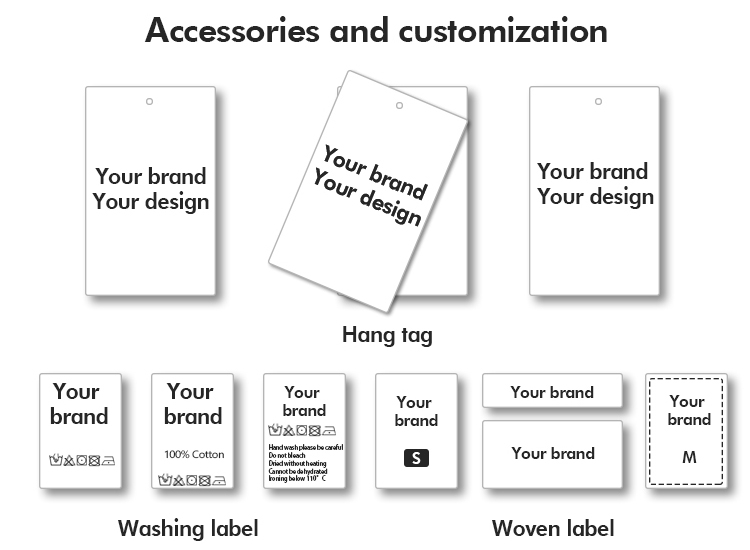 Accessories and customization
Your brand
Your design
Your brand
Your design
Your brand
Your design
Hang tag
Your
brand
Your
brand
100% Cotton
Your
brand
Hand wash please be careful
Do not bleach
Dried without heating
Cannot be dehydrated
Ironing below 110° C
Your
brand
S
Your brand
Your brand
Your
brand
M
Washing label
Woven label